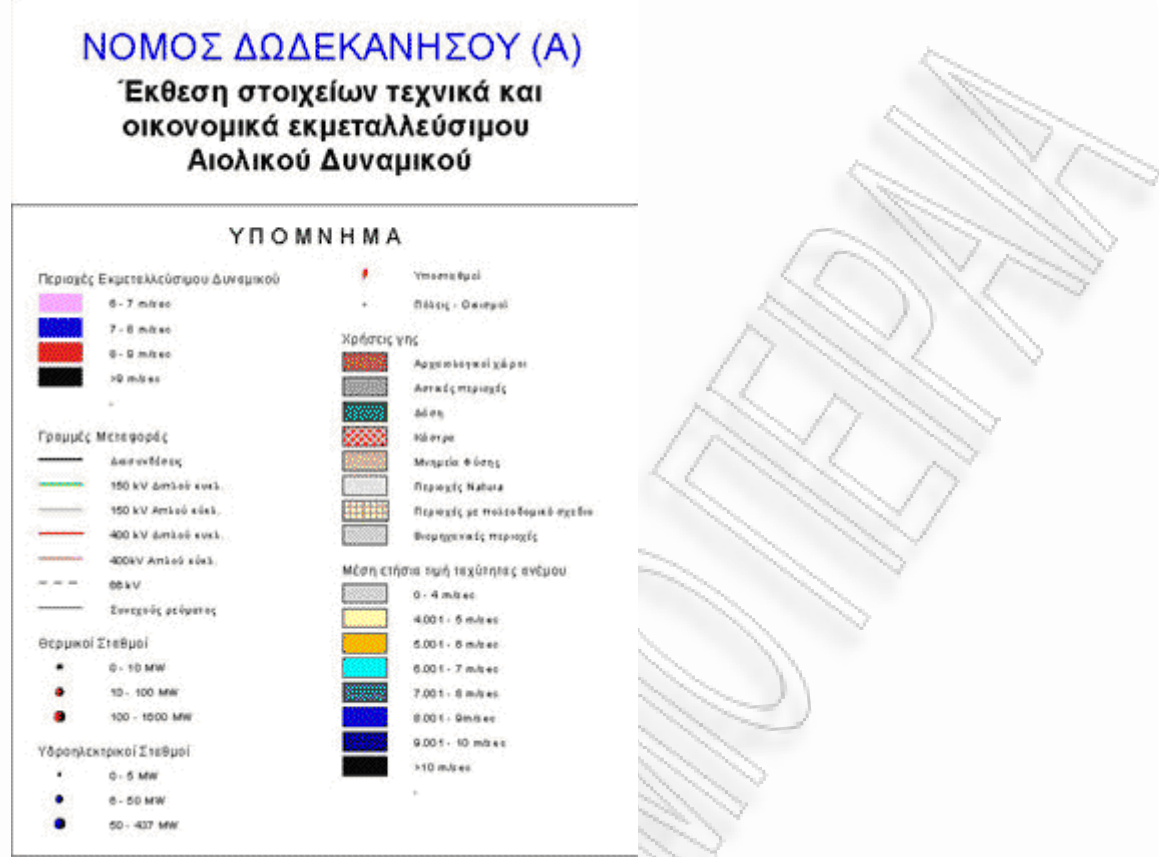 ΝΟΜΟΣ ΔΩΔΕΚΑΝΗΣΟΥ (Α)
Έκθεση στοιχείων τεχνικά και
οικονομικά εκμεταλλεύσιμου
Αιολικού Δυναμικού
ΥΠΟΜΝΗΜΑ
Περιοχές Εκμεταλλεύσιμου Δυναμικού
6 - 7 m/sec
7 - 8 m/sec
8 - 9 m/sec
>9 m/sec
Γραμμές Μεταφοράς
Διασυνδέσεις
150 kV Διπλού κυκλ.
150 kV Απλού κύκλ.
400 kV Διπλού κυκλ.
400kV Απλού κύκλ.
66 kV
Συνεχούς ρεύματος
Θερμικοί Σταθμοί
0 - 10 MW
10 - 100 MW
100 - 1600 MW
Υδροηλεκτρικοί Σταθμοί
0 - 5 MW
5 - 50 MW
50 - 437 MW
Υποσταθμοί
Πόλεις - Οικισμοί
Χρήσεις γης
Αρχαιολογικοί χώροι
Αστικές περιοχές
Δάση
Κάστρα
Μνημεία Φύσης
Περιοχές Natura
Περιοχές με πολεοδομικό σχεδιο
Βιομηχανικές περιοχές
Μέση ετήσια τιμή ταχύτητας ανέμου
0 - 4 m/sec
4.001 - 5 m/sec
5.001 - 6 m/sec
6.001 - 7 m/sec
7.001 - 8 m/sec
8.001 - 9m/sec
9.001 - 10 m/sec
>10 m/sec
ΠΕΙΡΑΙΑ